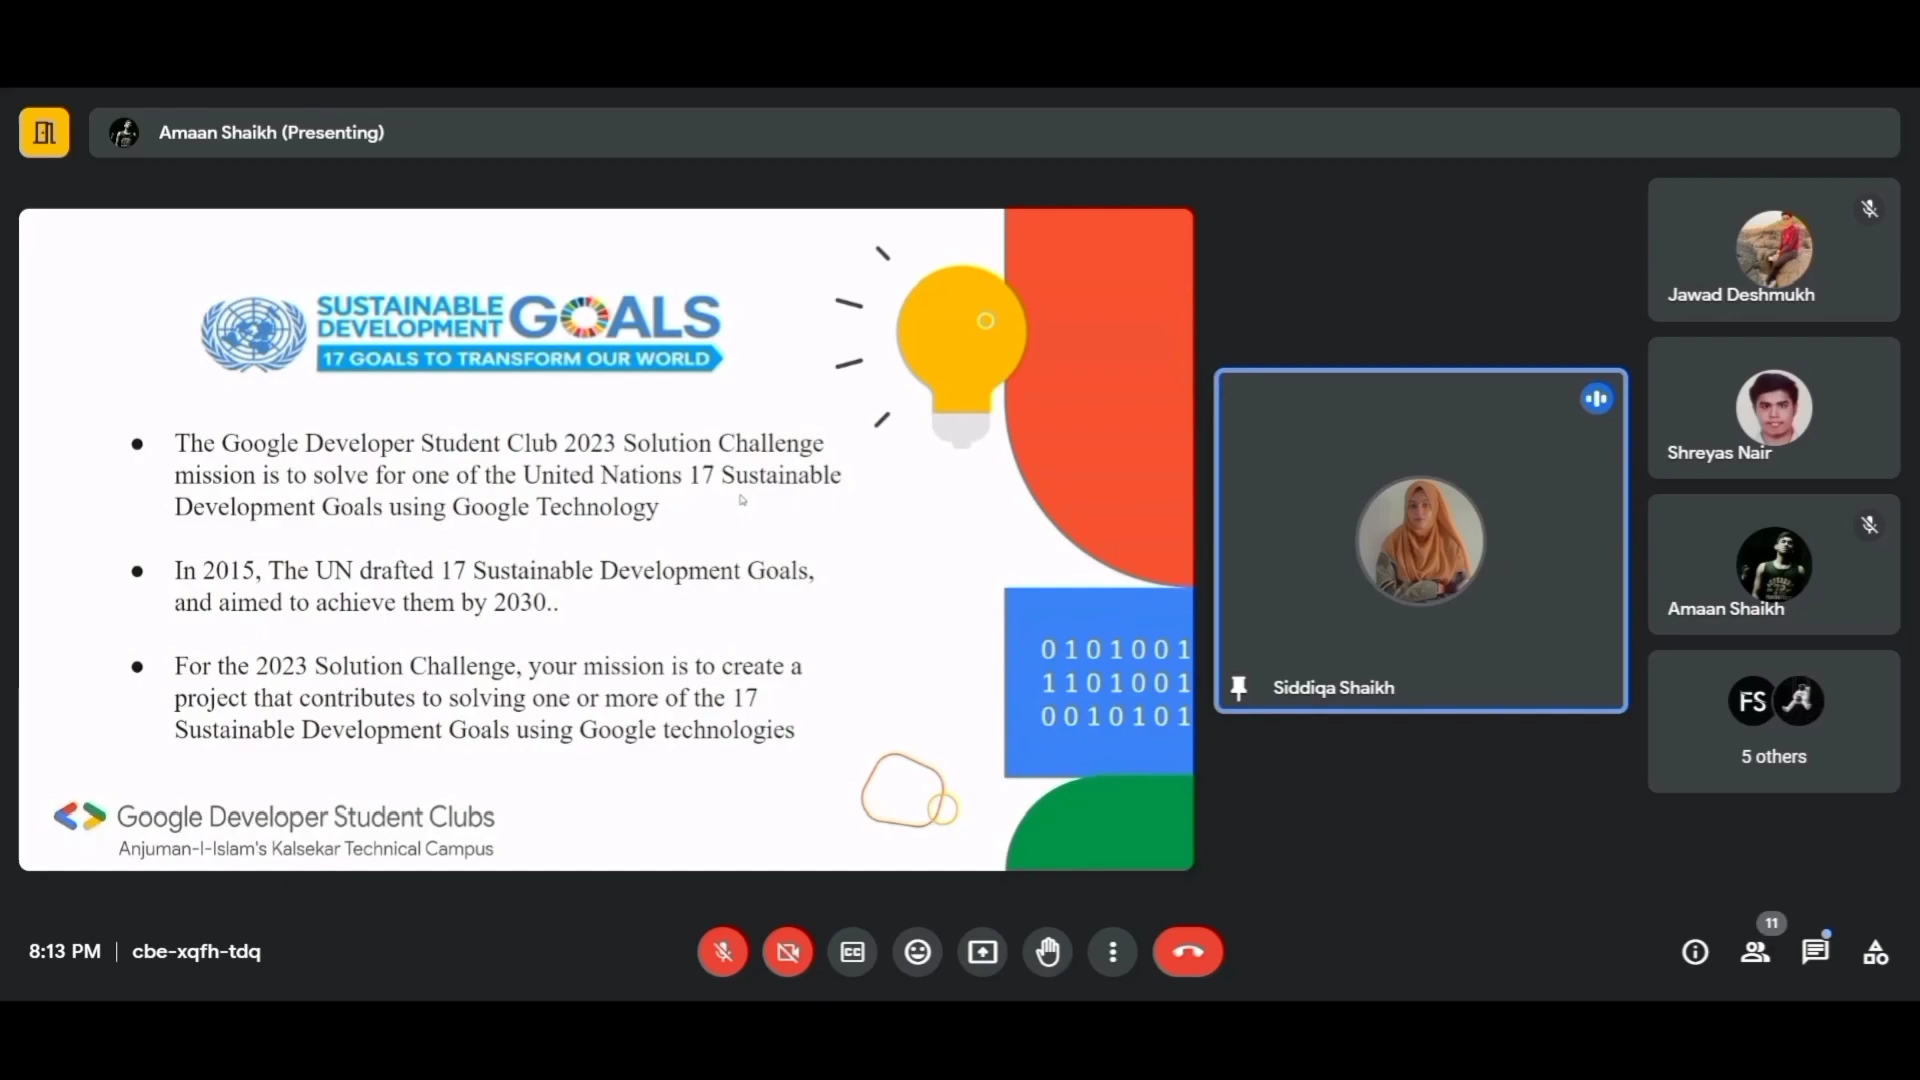 Amaan Shaikh (Presenting)
SUSTAINABLE
DEVELOPMENT GOALS
17 GOALS TO TRANSFORM OUR WORLD
● The Google Developer Student Club 2023 Solution Challenge
mission is to solve for one of the United Nations 17 Sustainable
Development Goals using Google Technology
● In 2015, The UN drafted 17 Sustainable Development Goals,
and aimed to achieve them by 2030..
● For the 2023 Solution Challenge, your mission is to create a
project that contributes to solving one or more of the 17
Sustainable Development Goals using Google technologies
0101001
1101001
0010101
Google Developer Student Clubs
Anjuman-I-Islam's Kalsekar Technical Campus
Siddiqa Shaikh
Jawad Deshmukh
Shreyas Nair
Amaan Shaikh
FS
5 others
8:13 PM | cbe-xqfh-tdq
CC
11